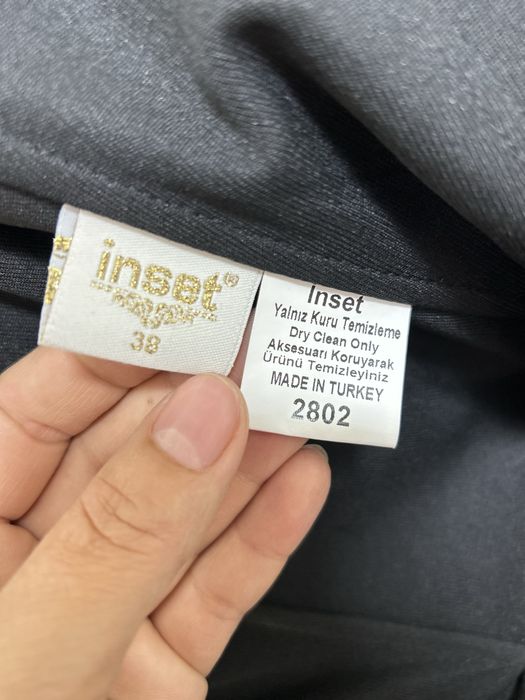 inset®
38
Inset
Yalnız Kuru Temizleme
Dry Clean Only
Aksesuarı Koruyarak
Ürünü Temizleyiniz
MADE IN TURKEY
2802